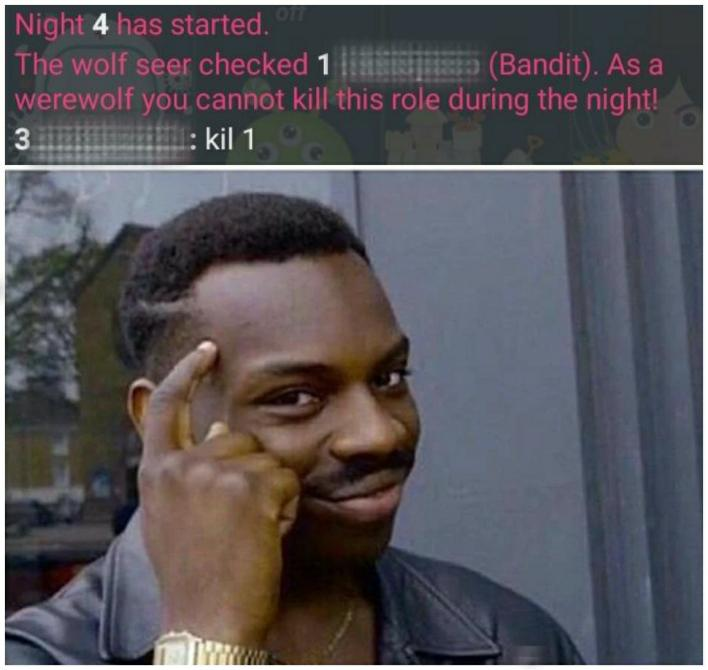 off
Night 4 has started.
The wolf seer checked 1 (Bandit). As a
werewolf you cannot kill this role during the night!
3 : kil 1